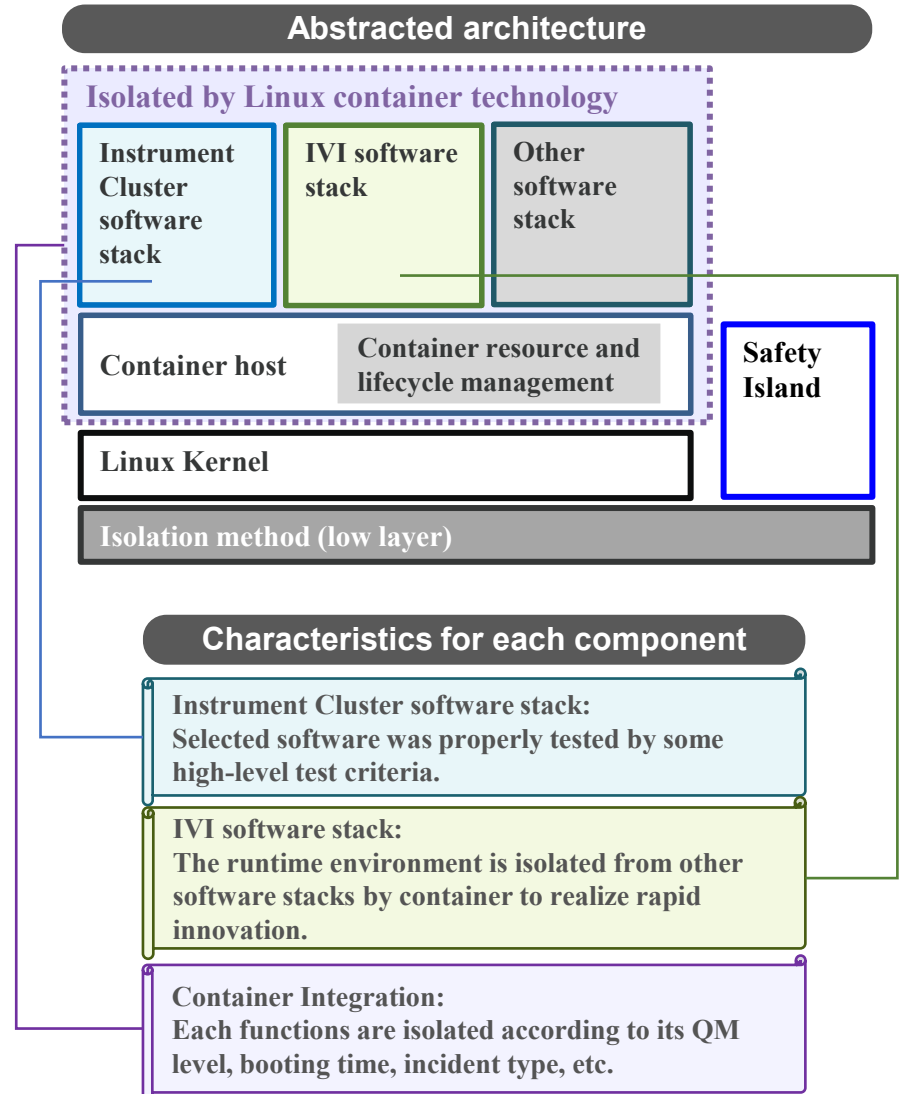 Abstracted architecture
Isolated by Linux container technology
Instrument
Cluster
software
stack
IVI software
stack
Other
software
stack
Container host
Container resource and
lifecycle management
Safety
Island
Linux Kernel
Isolation method (low layer)
Characteristics for each component
Instrument Cluster software stack:
Selected software was properly tested by some
high-level test criteria.
IVI software stack:
The runtime environment is isolated from other
software stacks by container to realize rapid
innovation.
Container Integration:
Each functions are isolated according to its QM
level, booting time, incident type, etc.